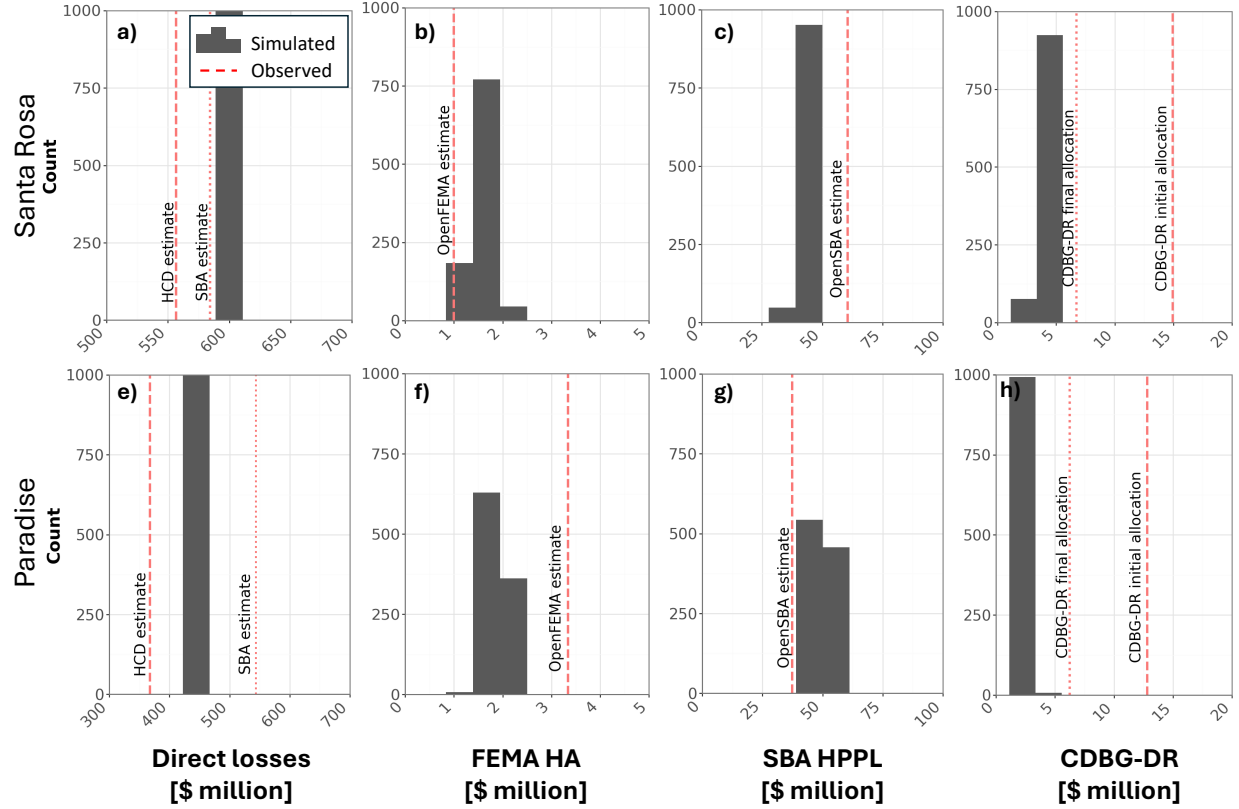 Santa Rosa
Count
a)
Simulated
Observed
HCD estimate
SBA estimate
1000
750
500
250
0
500
550
600
650
700
b)
OpenFEMA estimate
1000
750
500
250
0
0
1
2
3
4
5
c)
OpenSBA estimate
1000
750
500
250
0
0
25
50
75
100
CDBG-DR final allocation
CDBG-DR initial allocation
1000
750
500
250
0
0
5
10
15
20
Paradise
Count
e)
HCD estimate
SBA estimate
1000
750
500
250
0
300
400
500
600
700
f)
OpenFEMA estimate
1000
750
500
250
0
0
1
2
3
4
5
g)
OpenSBA estimate
1000
750
500
250
0
0
25
50
75
100
h)
CDBG-DR final allocation
CDBG-DR initial allocation
1000
750
500
250
0
0
5
10
15
20
Direct losses
[$ million]
FEMA HA
[$ million]
SBA HPPL
[$ million]
CDBG-DR
[$ million]